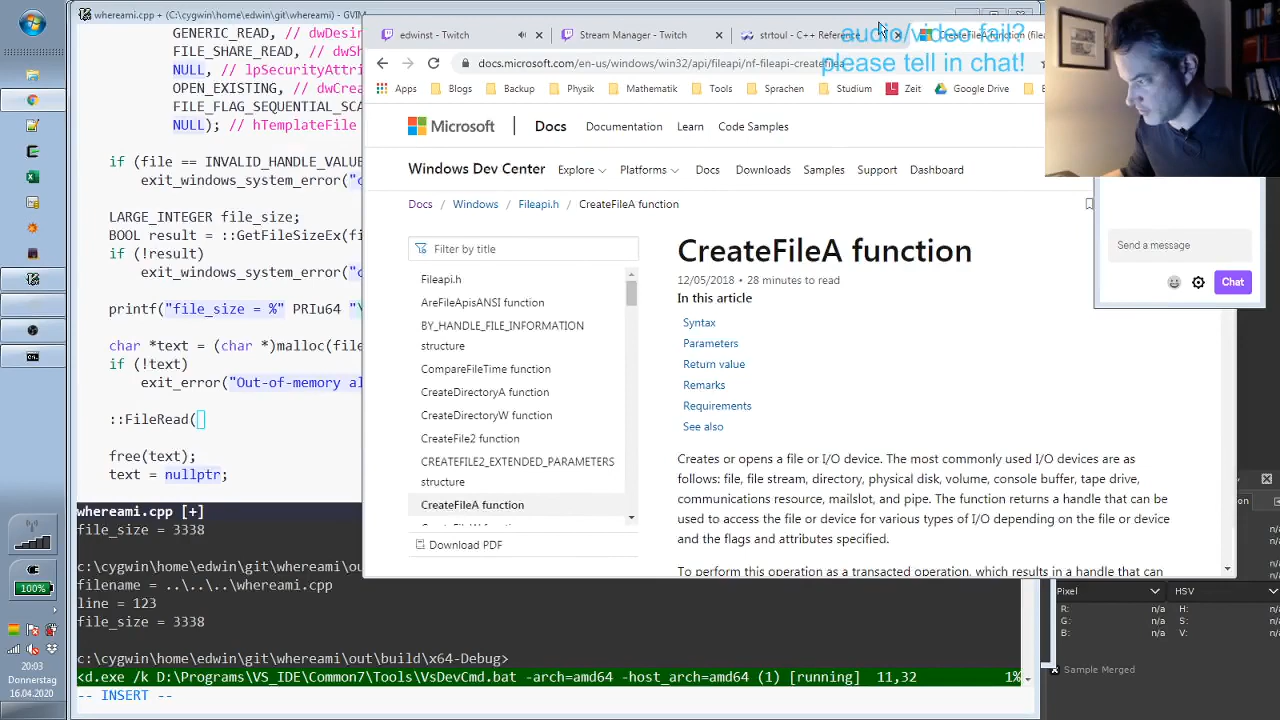 whereami.cpp + (C:\cygwin\home\edwin\git\whereami) - GVIM
GENERIC_READ, // dwDesi
FILE_SHARE_READ, // dwSh
NULL, // lpSecurityAttri
OPEN_EXISTING, // dwCrea
FILE_FLAG_SEQUENTIAL_SCA
NULL); // hTemplateFile
if (file == INVALID_HANDLE_VALUE
exit_windows_system_error("c
LARGE_INTEGER file_size;
BOOL result = ::GetFileSizeEx(fi
if (!result)
exit_windows_system_error("c
printf("file_size = %" PRIu64 "\
char *text = (char *)malloc(file
if (!text)
exit_error("Out-of-memory al
::FileRead(
free(text);
text = nullptr;
whereami.cpp [+]
file_size = 3338
c:\cygwin\home\edwin\git\whereami\ou
filename = ..\..\..\whereami.cpp
line = 123
file_size = 3338
c:\cygwin\home\edwin\git\whereami\out\build\x64-Debug>
<d.exe /k D:\Programs\VS_IDE\Common7\Tools\VsDevCmd.bat -arch=amd64 -host_arch=amd64 (1) [running] 11,32 1%
-- INSERT --
edwinst - Twitch
Stream Manager - Twitch
strtoul - C++ Reference
CreateFileA function (file
audio/video fail?
please tell in chat!
docs.microsoft.com/en-us/windows/win32/api/fileapi/nf-fileapi-createfilea
Apps Blogs Backup Physik Mathematik Tools Sprachen Studium Zeit Google Drive
Microsoft Docs Documentation Learn Code Samples
Windows Dev Center Explore Platforms Docs Downloads Samples Support Dashboard
Docs / Windows / Fileapi.h / CreateFileA function
Filter by title
Fileapi.h
AreFileApisANSI function
BY_HANDLE_FILE_INFORMATION
structure
CompareFileTime function
CreateDirectoryA function
CreateDirectoryW function
CreateFile2 function
CREATEFILE2_EXTENDED_PARAMETERS
structure
CreateFileA function
Download PDF
CreateFileA function
12/05/2018 • 28 minutes to read
In this article
Syntax
Parameters
Return value
Remarks
Requirements
See also
Creates or opens a file or I/O device. The most commonly used I/O devices are as
follows: file, file stream, directory, physical disk, volume, console buffer, tape drive,
communications resource, mailslot, and pipe. The function returns a handle that can be
used to access the file or device for various types of I/O depending on the file or device
and the flags and attributes specified.
To perform this operation as a transacted operation, which results in a handle that can
Send a message
Chat
Pixel HSV
R: n/a H: n/a
G: n/a S: n/a
B: n/a V: n/a
Sample Merged
100%
20:03
Donnerstag
16.04.2020